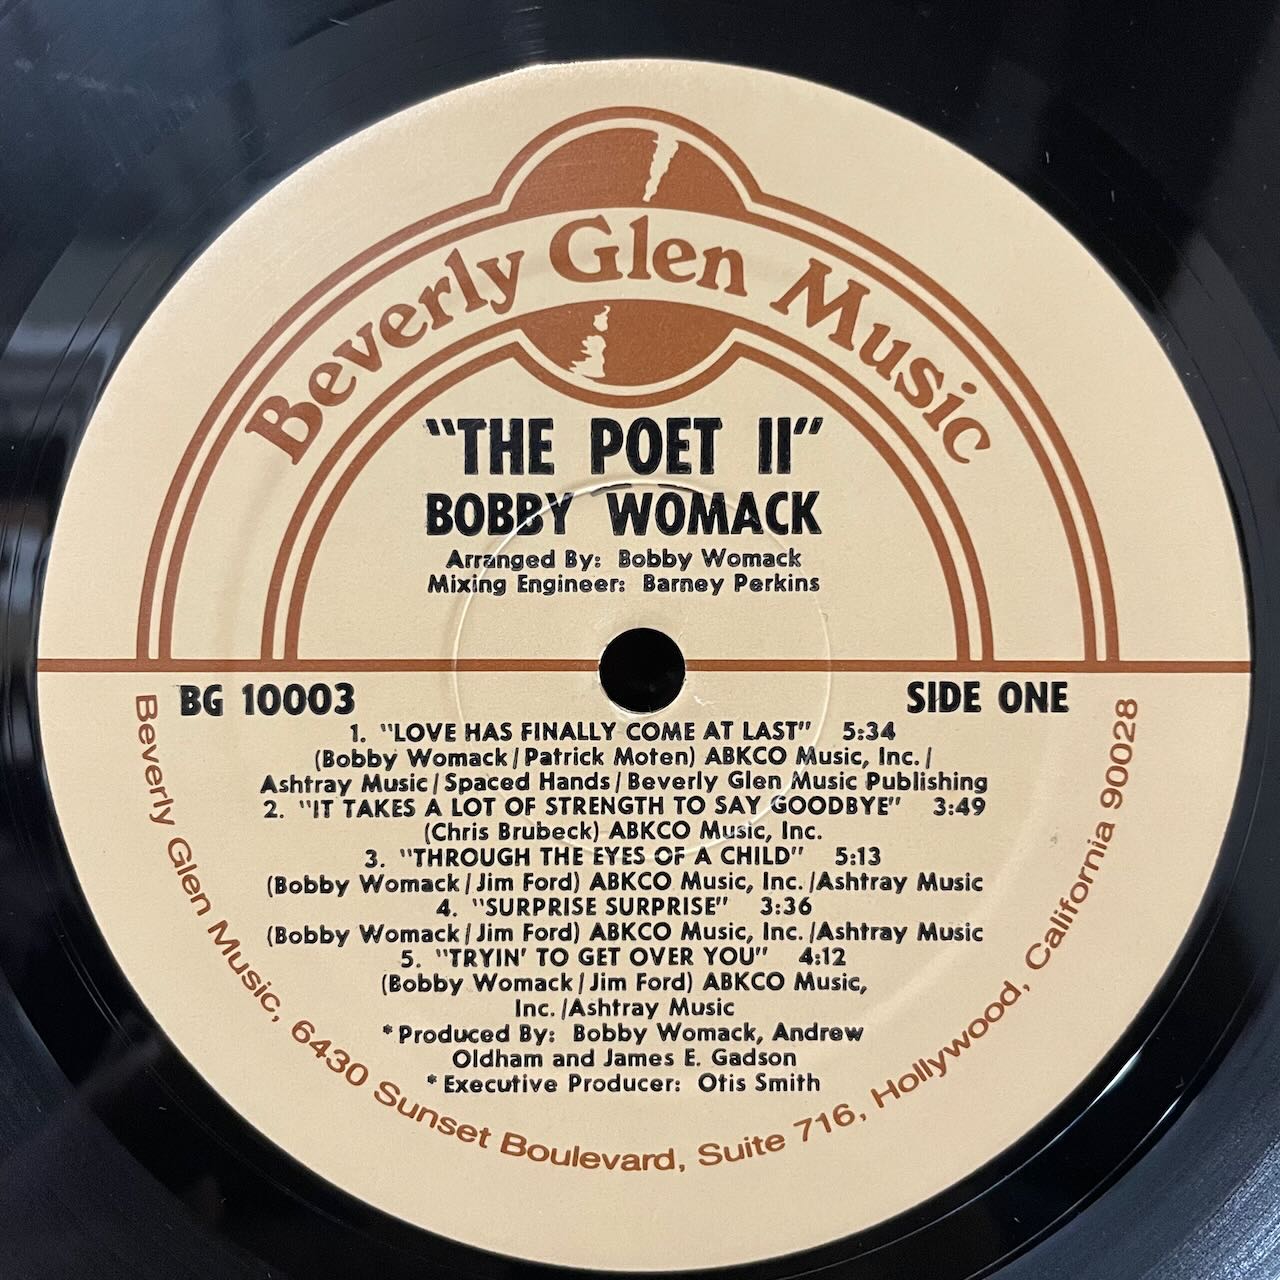 Beverly Glen Music
"THE POET II"
BOBBY WOMACK
Arranged By: Bobby Womack
Mixing Engineer: Barney Perkins
BG 10003
SIDE ONE
1. "LOVE HAS FINALLY COME AT LAST" 5:34
(Bobby Womack/Patrick Moten) ABKCO Music, Inc./
Ashtray Music/Spaced Hands/Beverly Glen Music Publishing
2. "IT TAKES A LOT OF STRENGTH TO SAY GOODBYE" 3:49
(Chris Brubeck) ABKCO Music, Inc.
3. "THROUGH THE EYES OF A CHILD" 5:13
(Bobby Womack/Jim Ford) ABKCO Music, Inc./Ashtray Music
4. "SURPRISE SURPRISE" 3:36
(Bobby Womack/Jim Ford) ABKCO Music, Inc./Ashtray Music
5. "TRYIN' TO GET OVER YOU" 4:12
(Bobby Womack/Jim Ford) ABKCO Music,
Inc./Ashtray Music
*Produced By: Bobby Womack, Andrew
Oldham and James E. Gadson
*Executive Producer: Otis Smith
Beverly Glen Music, 6430 Sunset Boulevard, Suite 716, Hollywood, California 90028